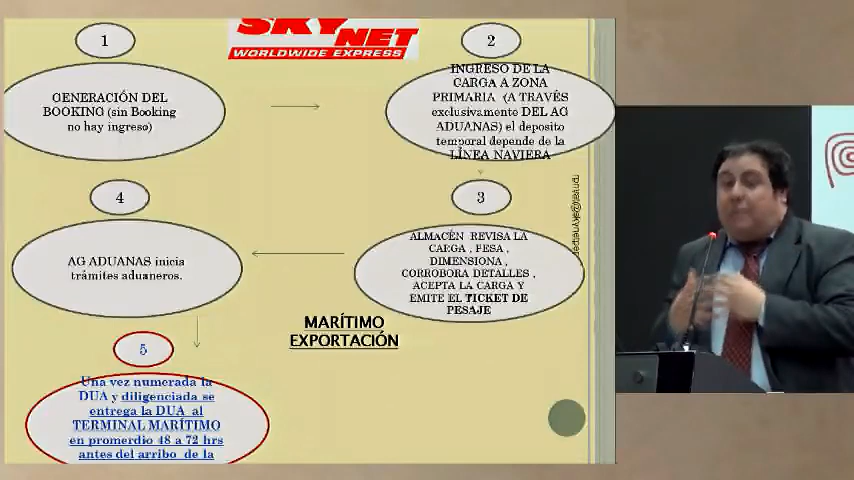 1
SKYNET
WORLDWIDE EXPRESS
2
GENERACIÓN DEL
BOOKING (sin Booking
no hay ingreso)
INGRESO DE LA
CARGA A ZONA
PRIMARIA (A TRAVÉS
exclusivamente DEL AG
ADUANAS) el deposito
temporal depende de la
LÍNEA NAVIERA
4
3
AG ADUANAS inicia
trámites aduaneros.
ALMACÉN REVISA LA
CARGA , PESA ,
DIMENSIONA ,
CORROBORA DETALLES ,
ACEPTA LA CARGA Y
EMITE EL TICKET DE
PESAJE
MARÍTIMO
EXPORTACIÓN
5
Una vez numerada la
DUA y diligenciada se
entrega la DUA al
TERMINAL MARÍTIMO
en promerdio 48 a 72 hrs
antes del arribo de la